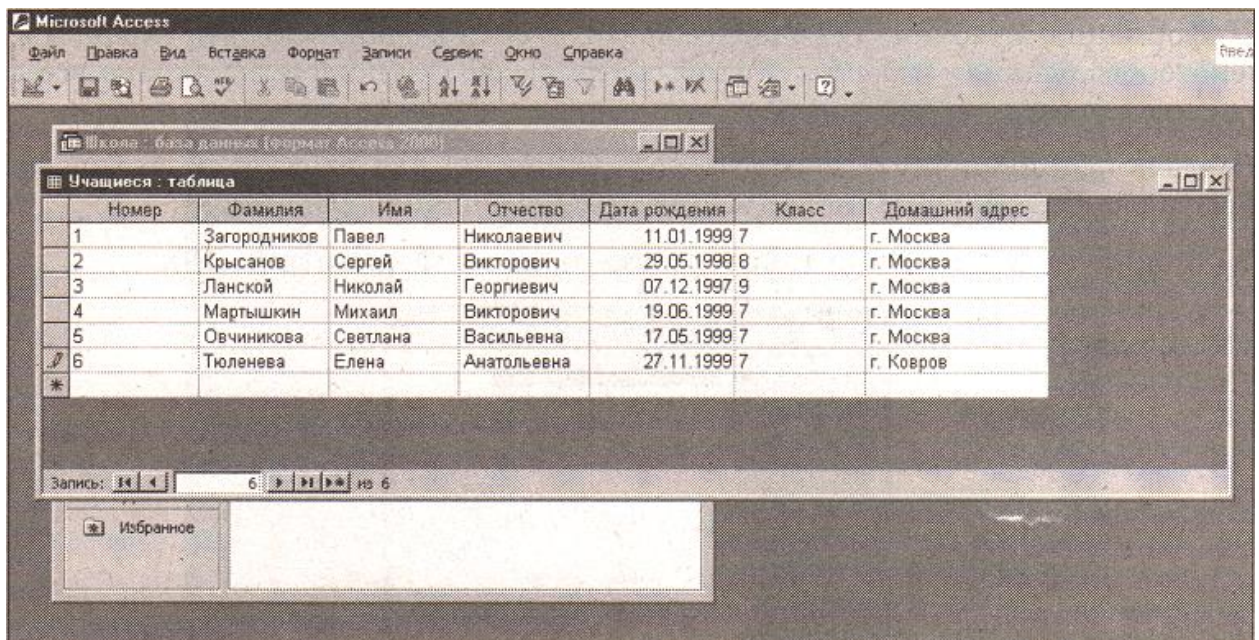 Microsoft Access
Файл Правка Вид Вставка Формат Записи Сервис Окно Справка Введ
Школа : база данных (формат Access 2000)
Учащиеся : таблица
Номер Фамилия Имя Отчество Дата рождения Класс Домашний адрес
1 Загородников Павел Николаевич 11.01.1999 7 г. Москва
2 Крысанов Сергей Викторович 29.05.1998 8 г. Москва
3 Ланской Николай Георгиевич 07.12.1997 9 г. Москва
4 Мартышкин Михаил Викторович 19.06.1999 7 г. Москва
5 Овчиникова Светлана Васильевна 17.05.1999 7 г. Москва
6 Тюленева Елена Анатольевна 27.11.1999 7 г. Ковров
Запись: 6 из 6
Избранное